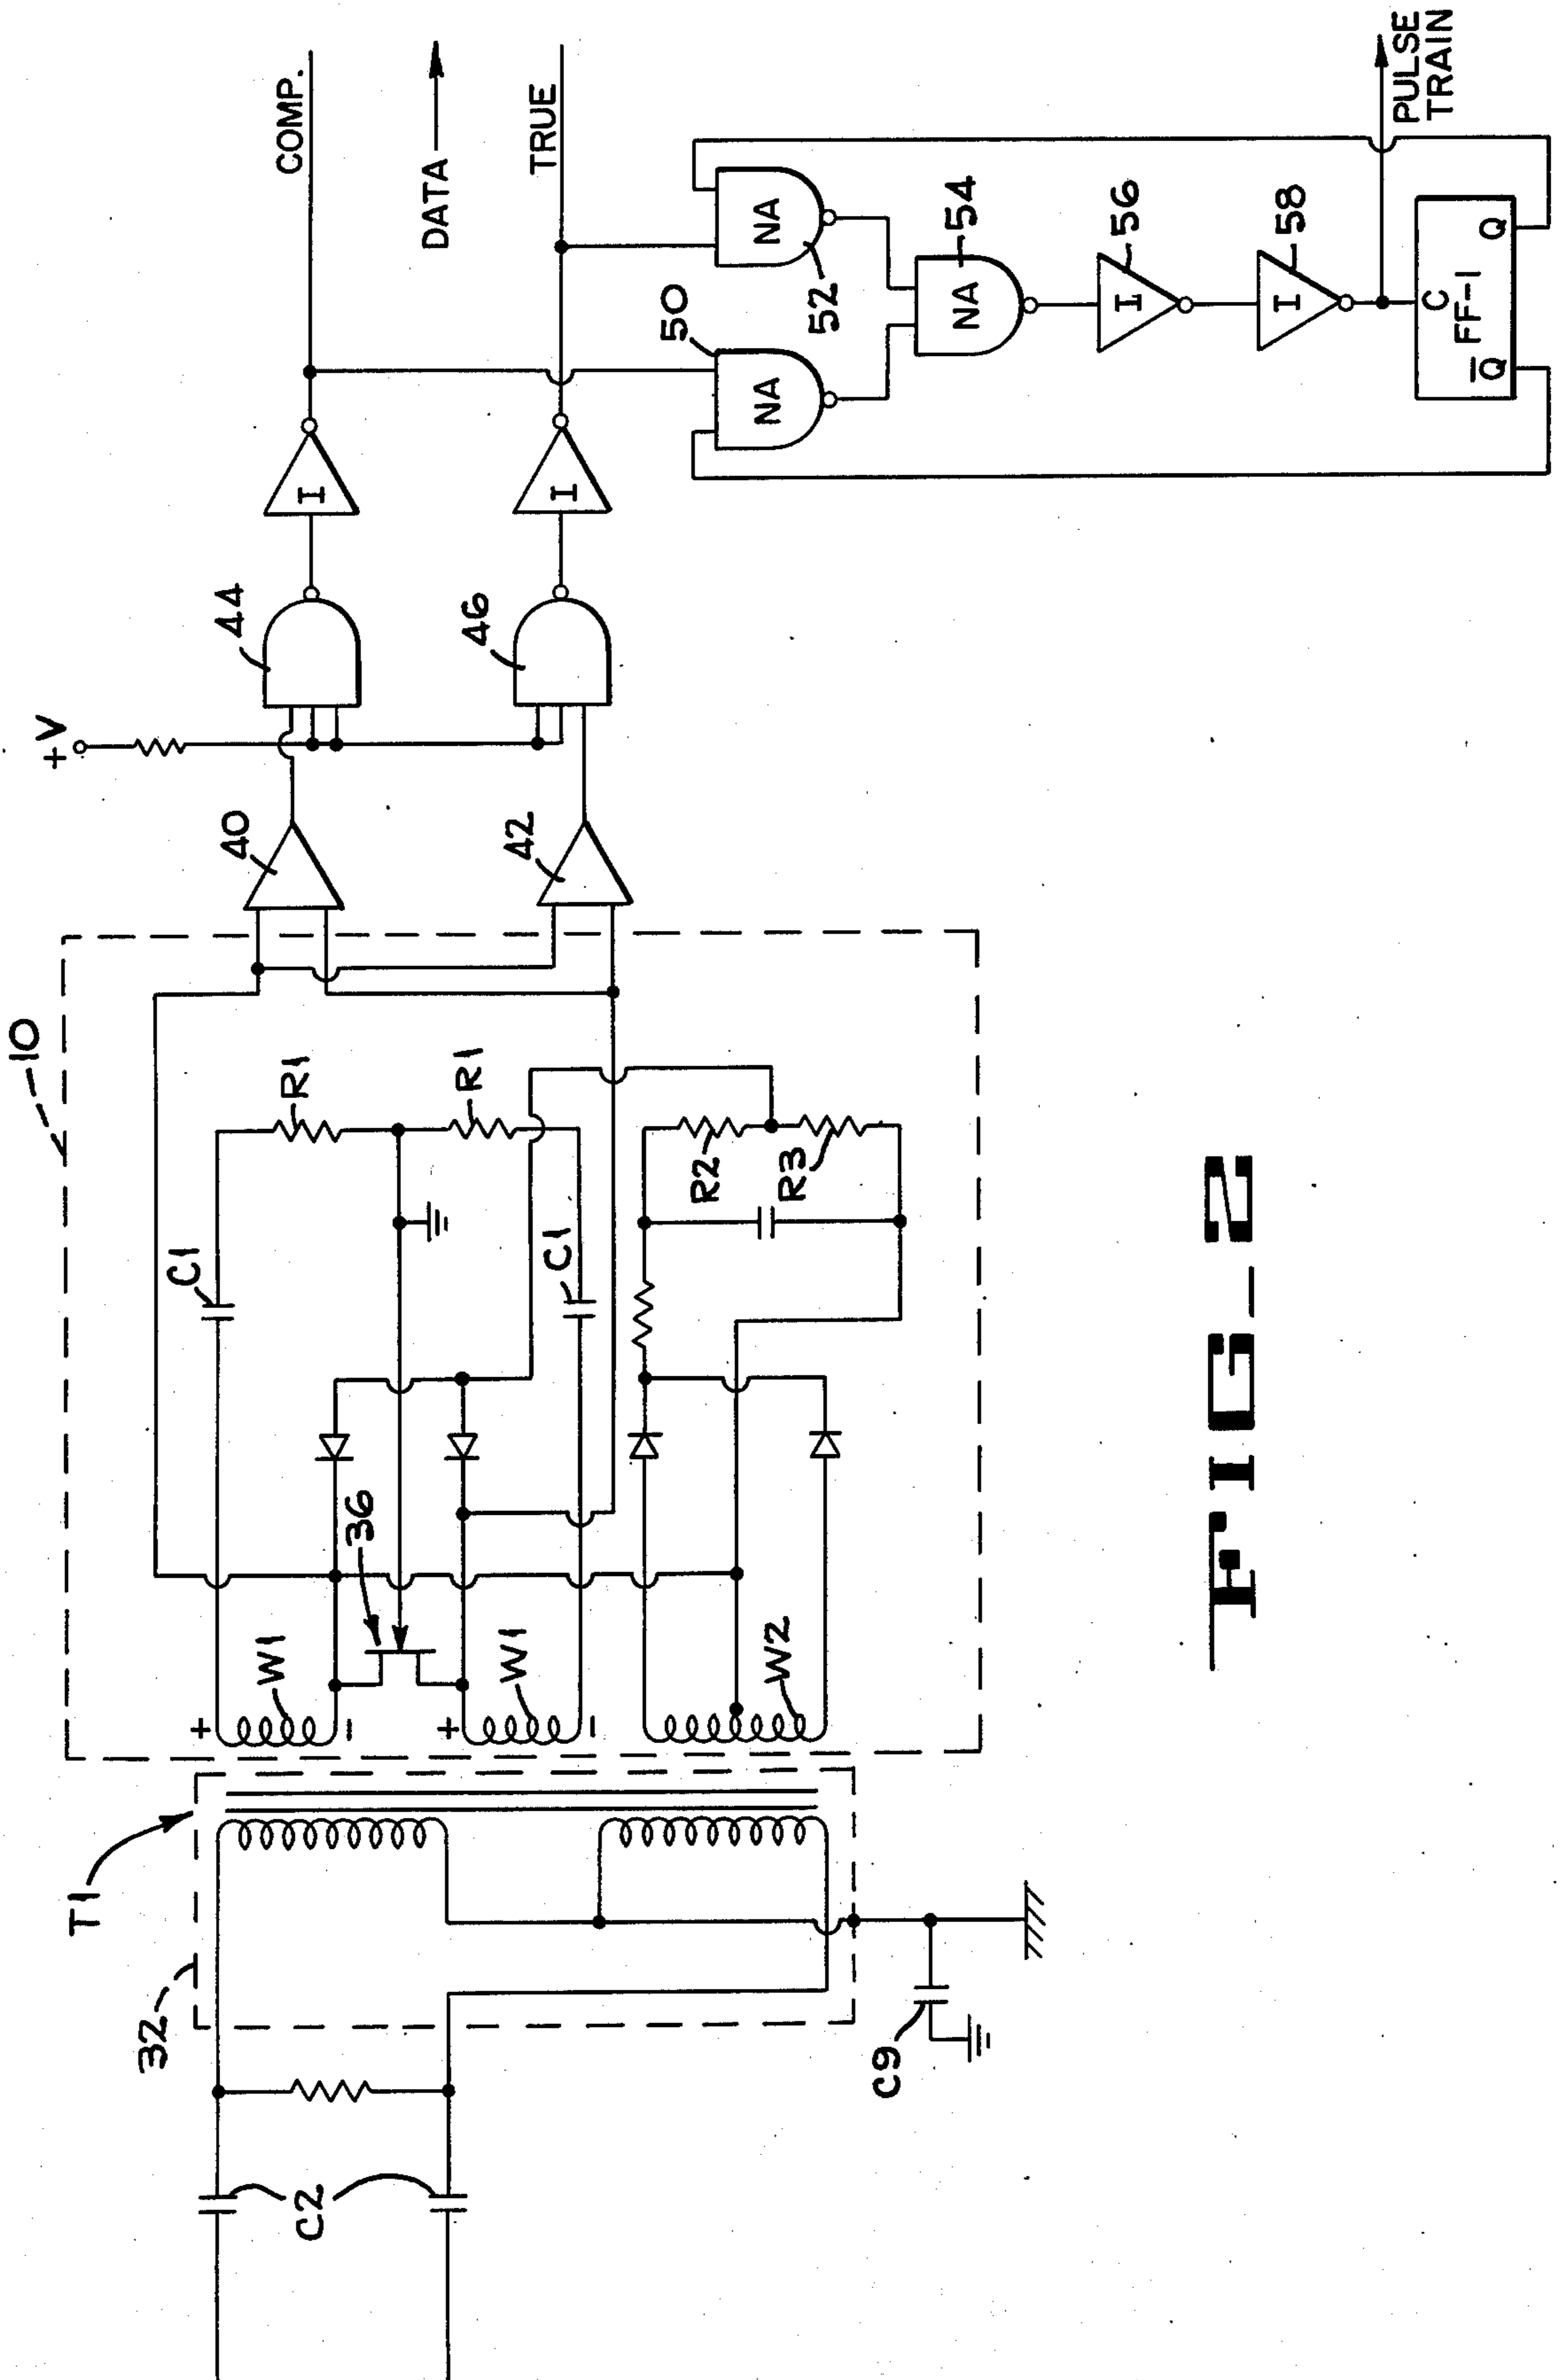 COMP.
DATA
TRUE
PULSE
TRAIN
50
NA
NA
52
NA
54
I
56
I
58
C
FF-1
Q̅
Q
I
I
44
46
+V
40
42
10
R1
R1
C1
C1
R2
R3
36
W1
+
-
W1
+
-
W2
T1
32
C9
C2
FIG_2